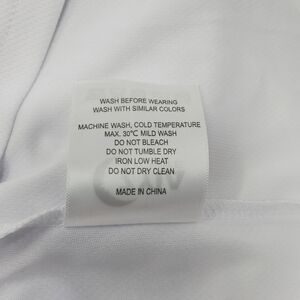 WASH BEFORE WEARING
WASH WITH SIMILAR COLORS
MACHINE WASH, COLD TEMPERATURE
MAX. 30℃ MILD WASH
DO NOT BLEACH
DO NOT TUMBLE DRY
IRON LOW HEAT
DO NOT DRY CLEAN
MADE IN CHINA